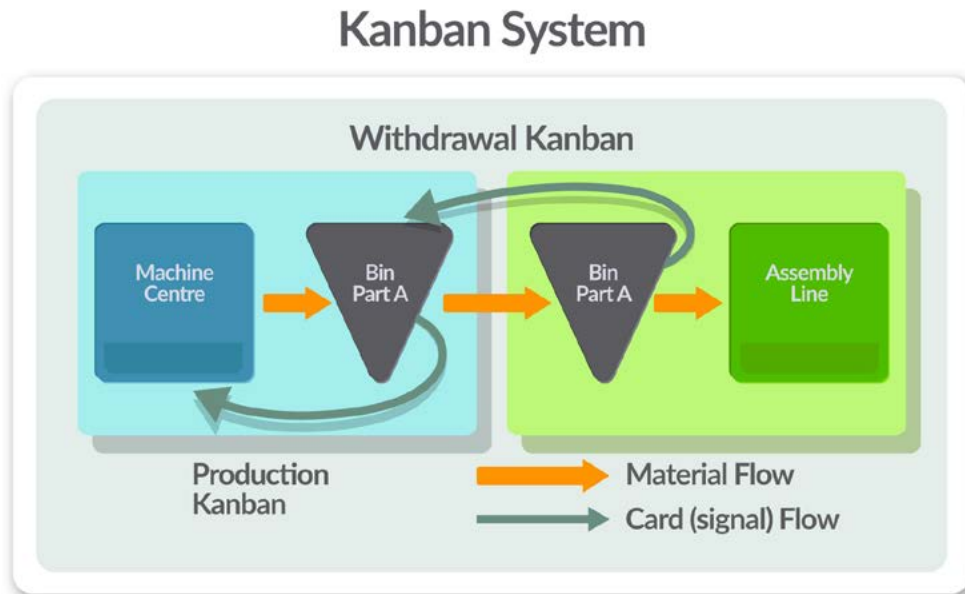 Kanban System
Withdrawal Kanban
Machine
Centre
Bin
Part A
Bin
Part A
Assembly
Line
Production
Kanban
Material Flow
Card (signal) Flow